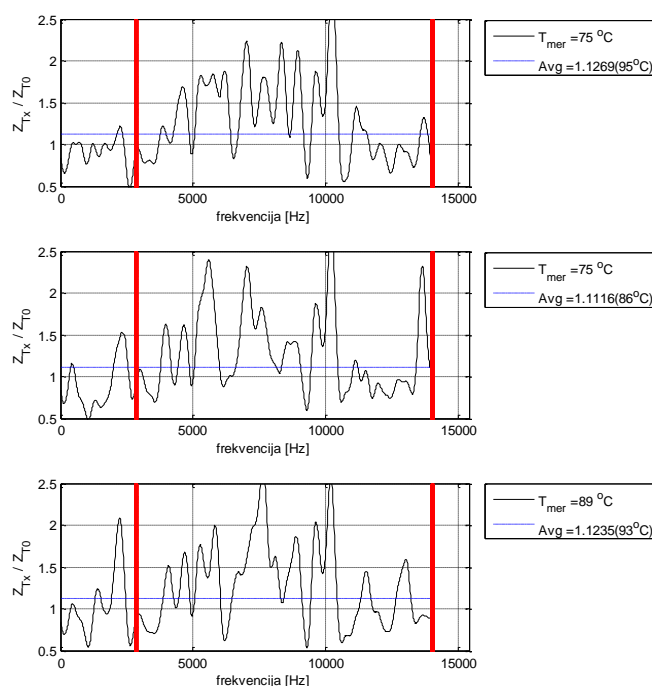 2.5
2
1.5
1
0.5
Z_Tx / Z_T0
0 5000 10000 15000
frekvencija [Hz]
T_mer =75 °C
Avg =1.1269(95°C)
2.5
2
1.5
1
0.5
Z_Tx / Z_T0
0 5000 10000 15000
frekvencija [Hz]
T_mer =75 °C
Avg =1.1116(86°C)
2.5
2
1.5
1
0.5
Z_Tx / Z_T0
0 5000 10000 15000
frekvencija [Hz]
T_mer =89 °C
Avg =1.1235(93°C)